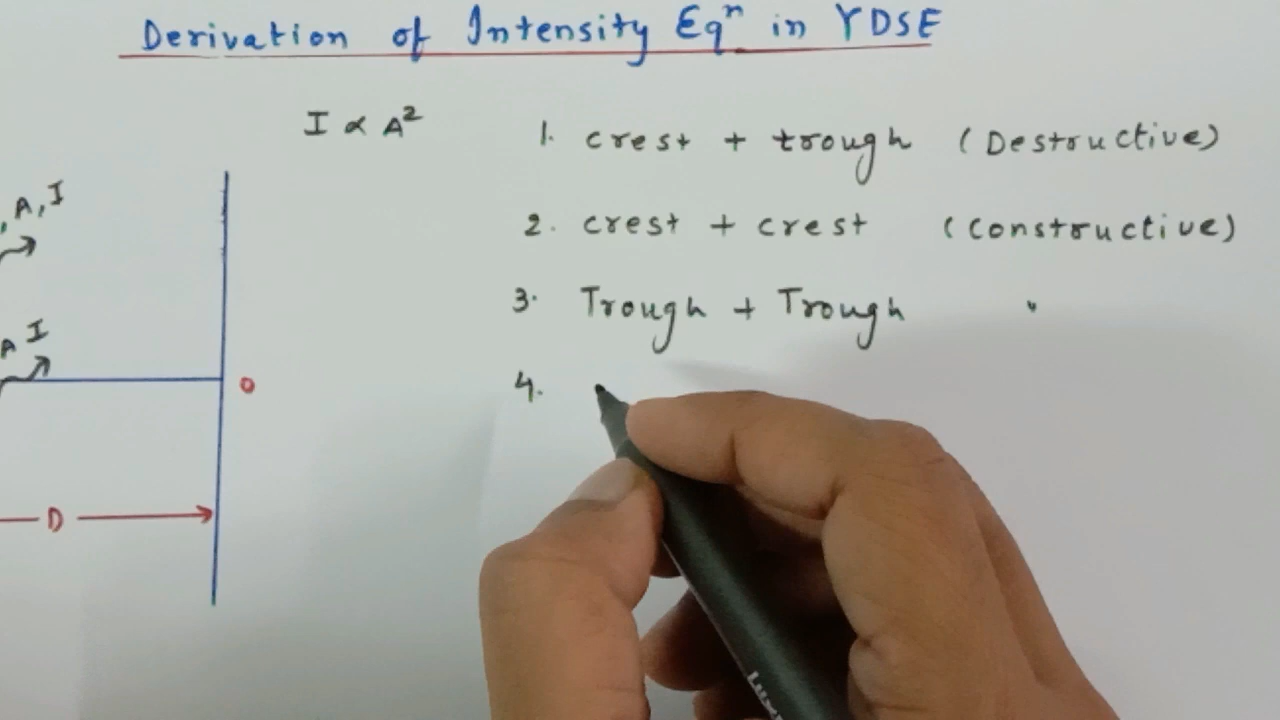 Derivation of Intensity Eqⁿ in YDSE
I ∝ A²
, A, I
A I
O
D
1. crest + trough (Destructive)
2. crest + crest (Constructive)
3. Trough + Trough "
4.